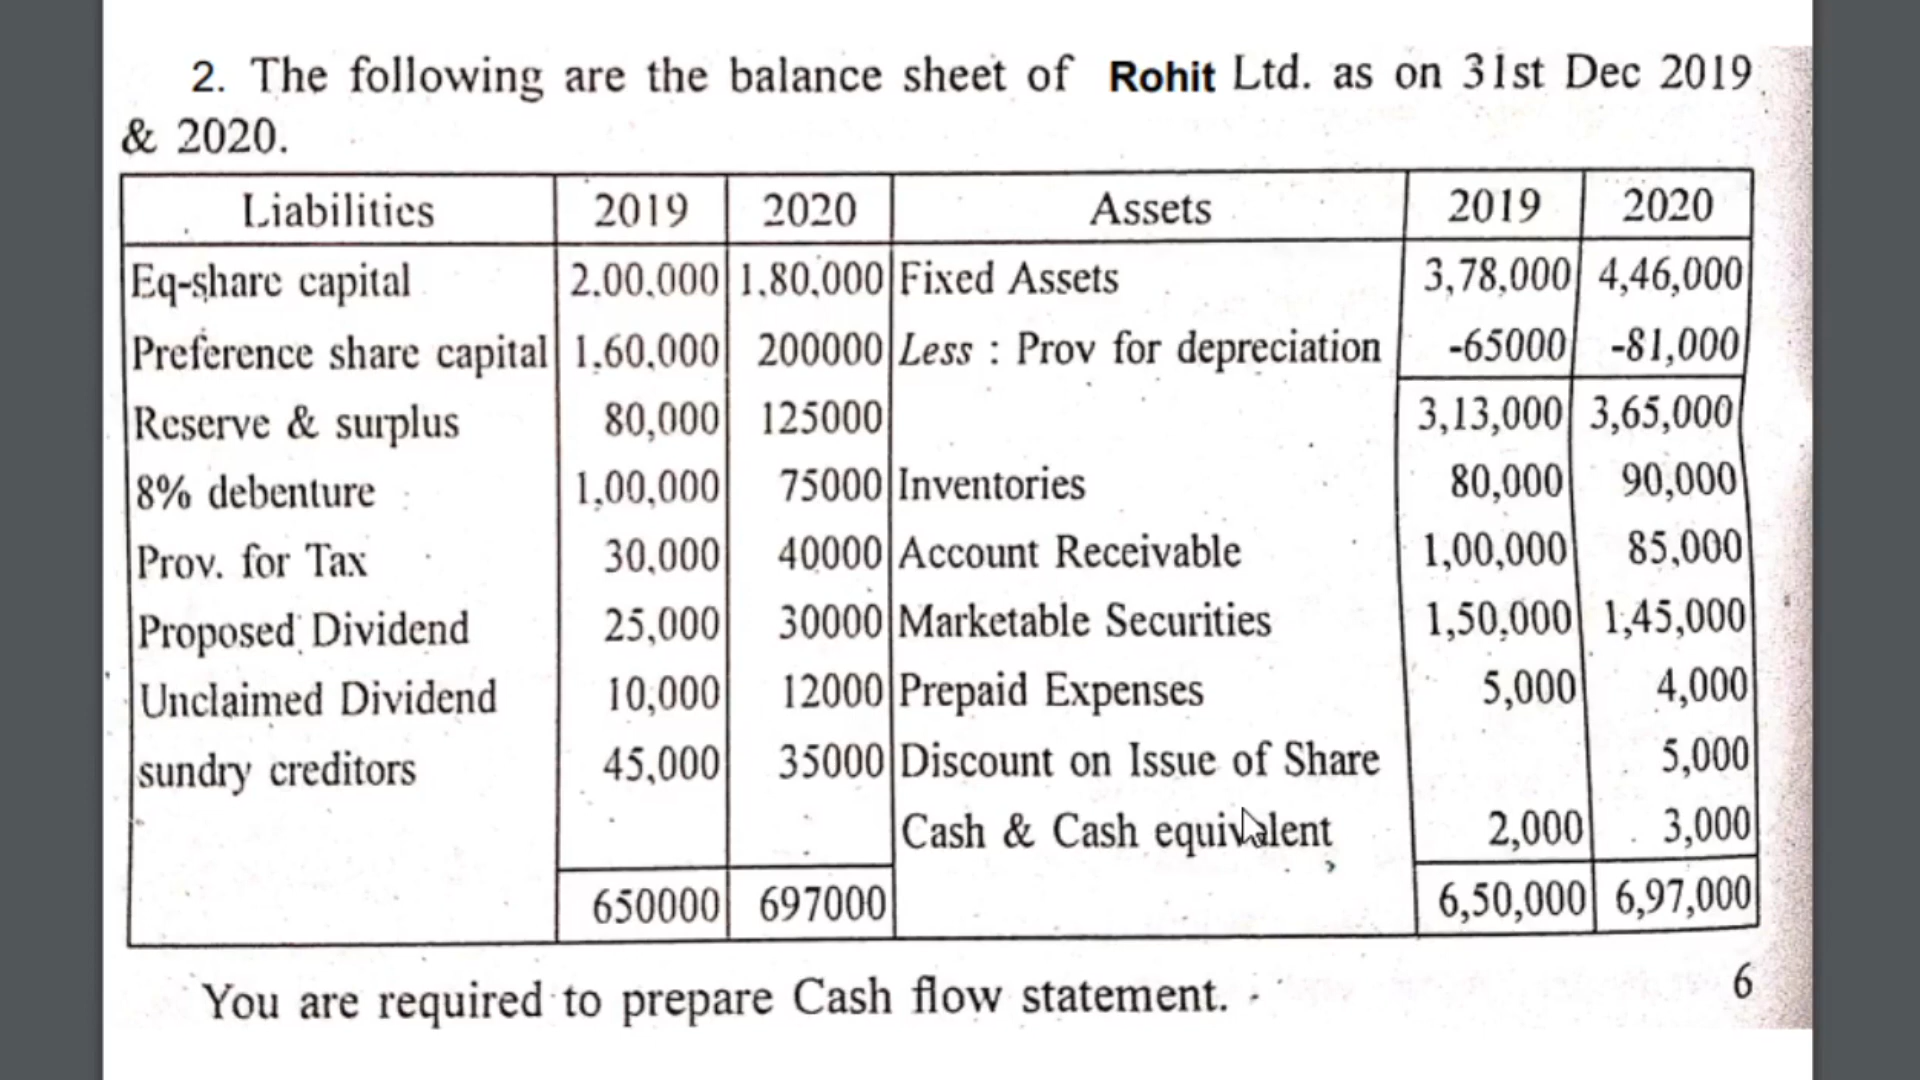 2. The following are the balance sheet of Rohit Ltd. as on 31st Dec 2019
& 2020.
Liabilities 2019 2020 Assets 2019 2020
Eq-share capital 2,00,000 1,80,000 Fixed Assets 3,78,000 4,46,000
Preference share capital 1,60,000 200000 Less : Prov for depreciation -65000 -81,000
Reserve & surplus 80,000 125000 3,13,000 3,65,000
8% debenture 1,00,000 75000 Inventories 80,000 90,000
Prov. for Tax 30,000 40000 Account Receivable 1,00,000 85,000
Proposed Dividend 25,000 30000 Marketable Securities 1,50,000 1,45,000
Unclaimed Dividend 10,000 12000 Prepaid Expenses 5,000 4,000
sundry creditors 45,000 35000 Discount on Issue of Share 5,000
Cash & Cash equivalent 2,000 3,000
650000 697000 6,50,000 6,97,000
You are required to prepare Cash flow statement. 6